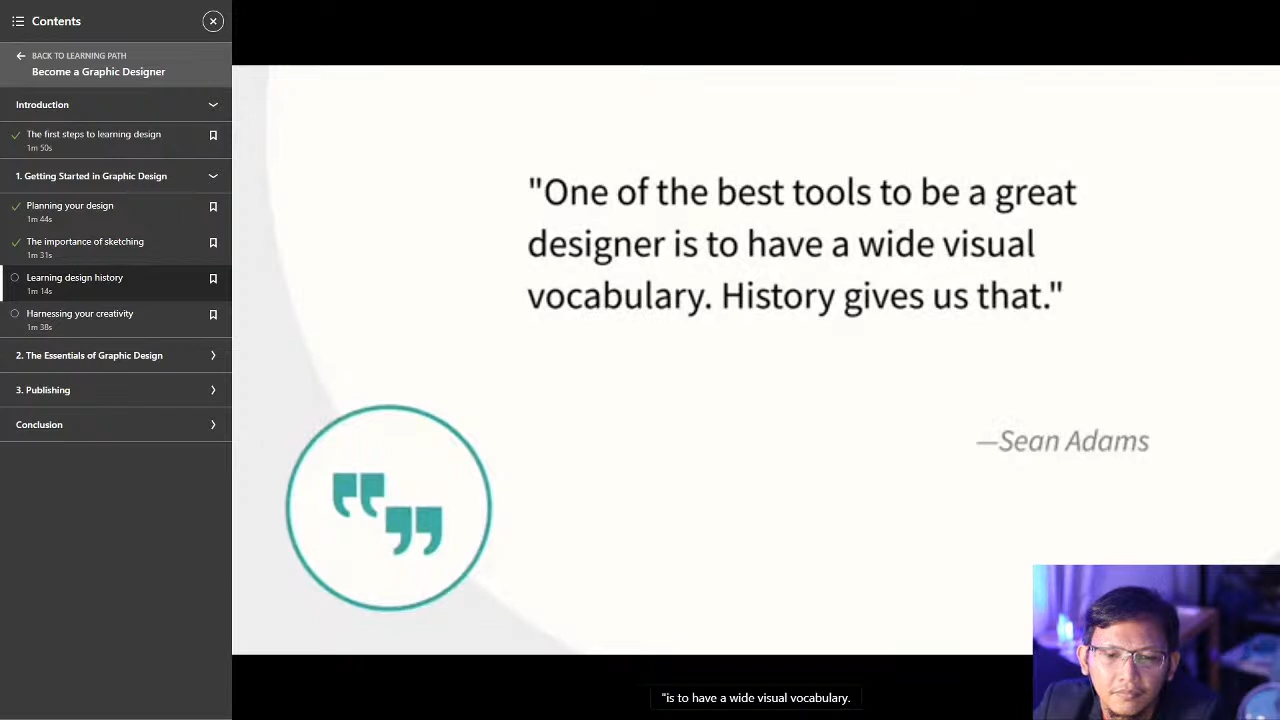 Contents
BACK TO LEARNING PATH
Become a Graphic Designer
Introduction
The first steps to learning design
1m 50s
1. Getting Started in Graphic Design
Planning your design
1m 44s
The importance of sketching
1m 31s
Learning design history
1m 14s
Harnessing your creativity
1m 38s
2. The Essentials of Graphic Design
3. Publishing
Conclusion
"One of the best tools to be a great
designer is to have a wide visual
vocabulary. History gives us that."
—Sean Adams
"is to have a wide visual vocabulary.